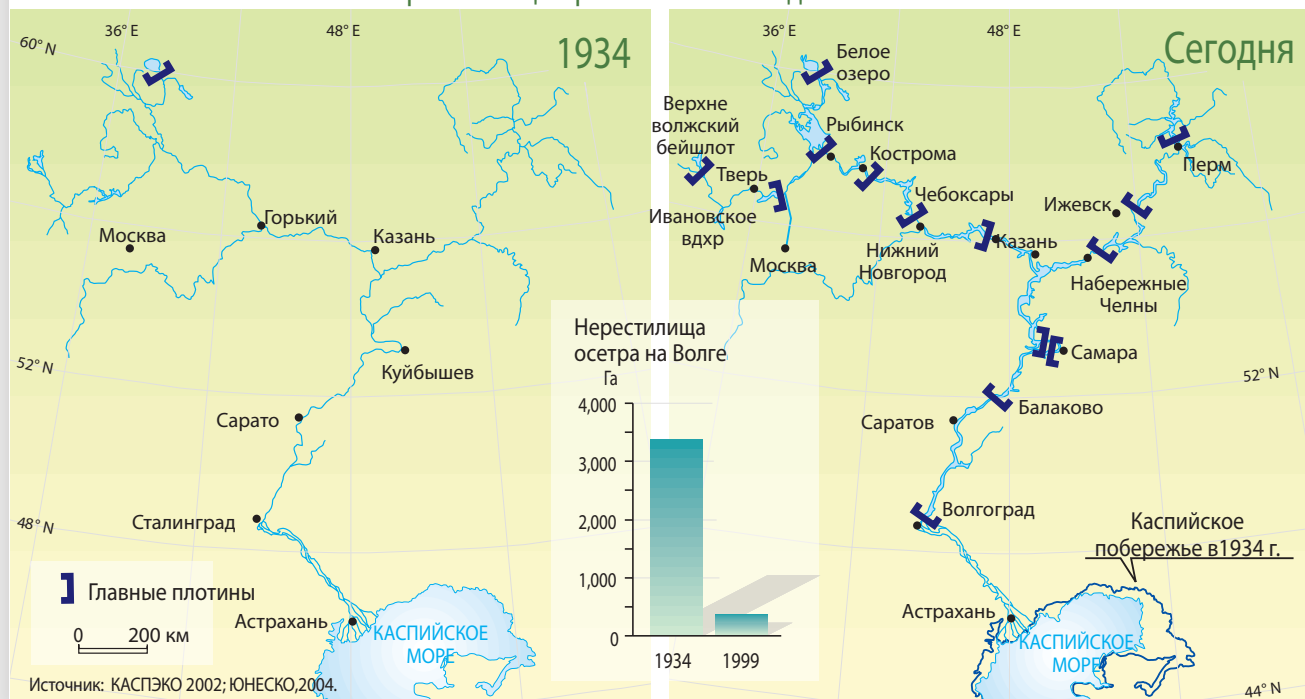 36° E
48° E
60° N
1934
Горький
Москва
Казань
52° N
Куйбышев
Сарато
48° N
Сталинград
Главные плотины
0 200 км
Астрахань
КАСПИЙСКОЕ
МОРЕ
Источник: КАСПЭКО 2002; ЮНЕСКО,2004.
Нерестилища
осетра на Волге
Га
4,000
3,000
2,000
1,000
0
1934 1999
36° E
48° E
Сегодня
Белое
озеро
Верхне
волжский
бейшлот
Рыбинск
Кострома
Перм
Тверь
Чебоксары
Ижевск
Ивановское
вдхр
Москва
Нижний
Новгород
Казань
Набережные
Челны
Самара
52° N
Балаково
Саратов
Волгоград
Каспийское
побережье в1934 г.
Астрахань
КАСПИЙСКОЕ
МОРЕ
44° N